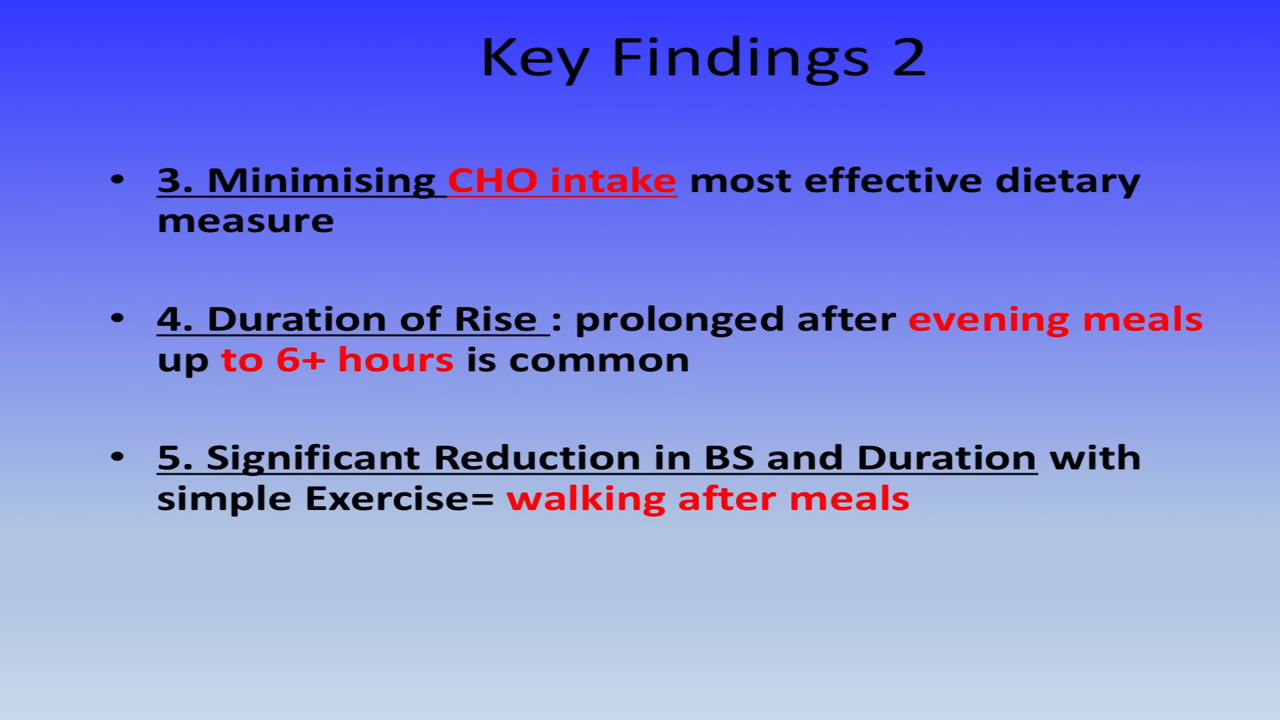 Key Findings 2
• 3. Minimising CHO intake most effective dietary
measure
• 4. Duration of Rise : prolonged after evening meals
up to 6+ hours is common
• 5. Significant Reduction in BS and Duration with
simple Exercise= walking after meals